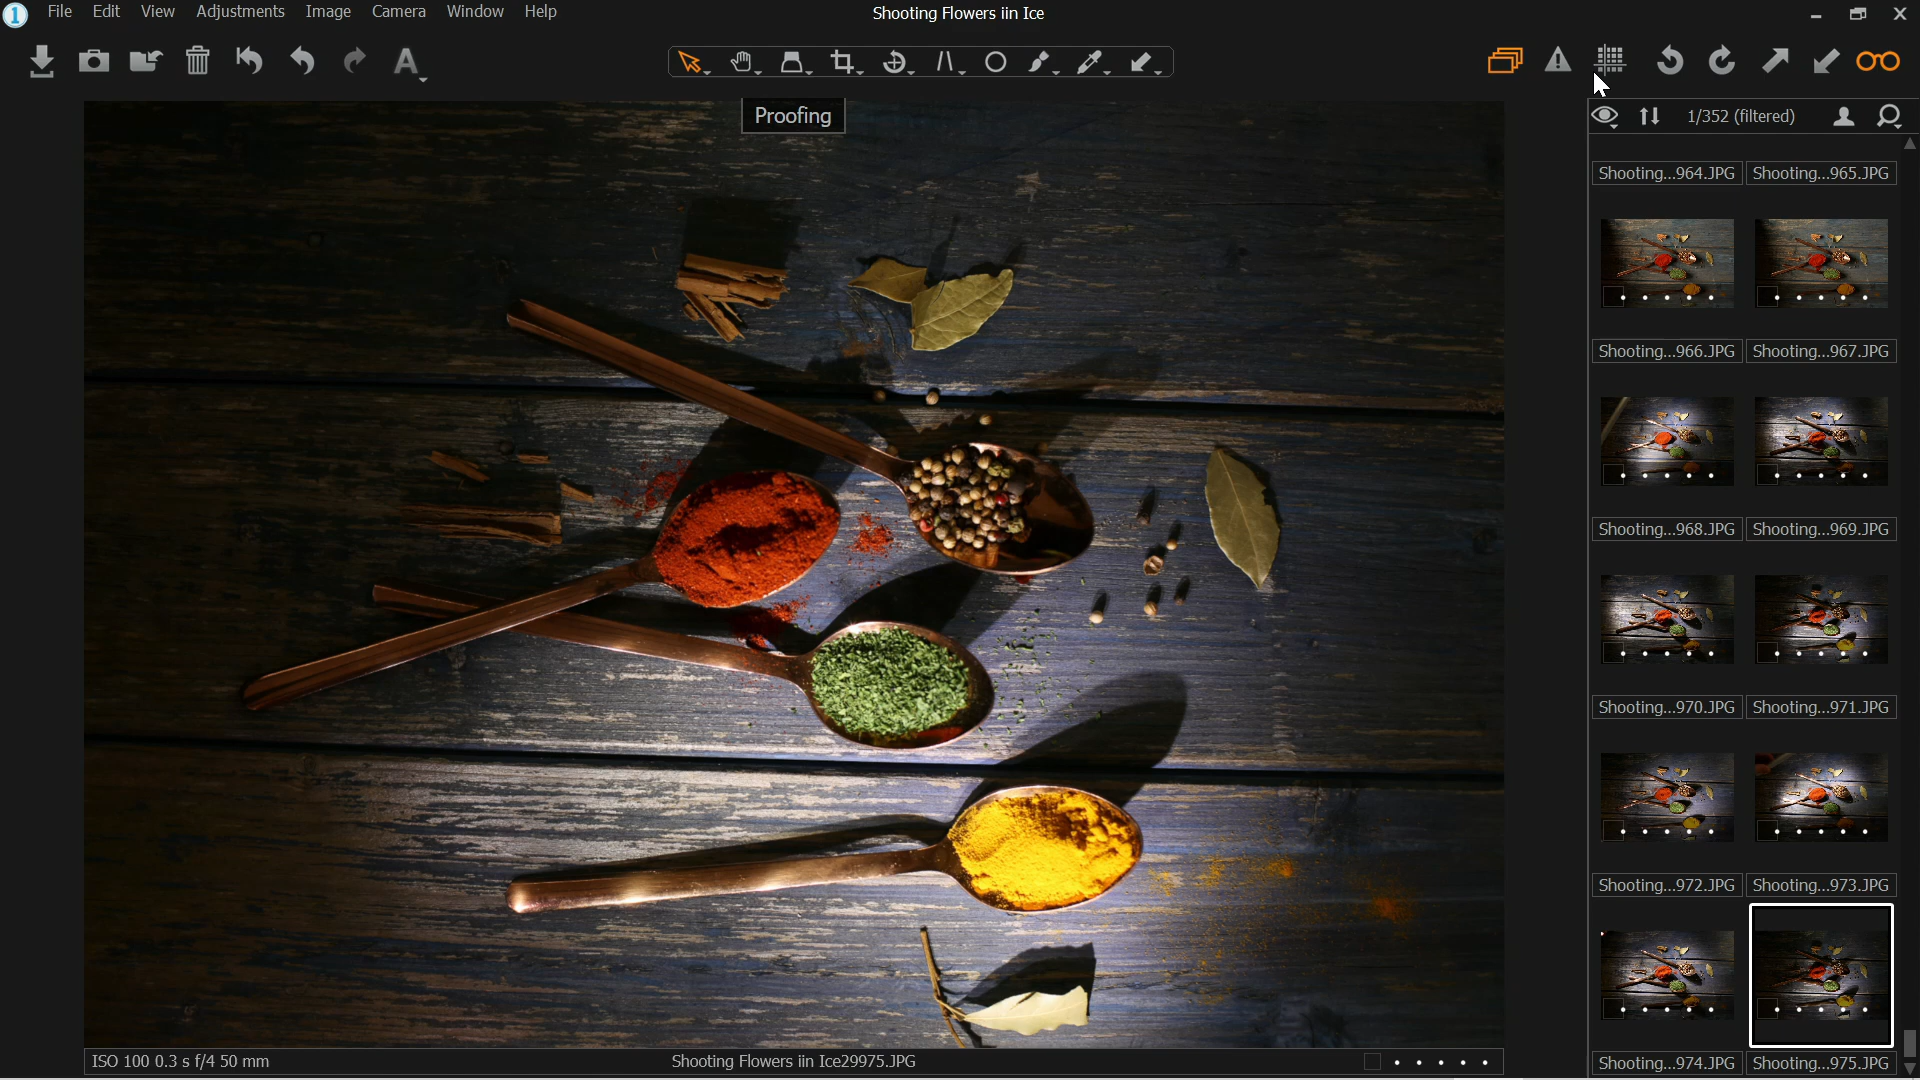 File Edit View Adjustments Image Camera Window Help
Shooting Flowers iin Ice
Proofing
1/352 (filtered)
Shooting...964.JPG Shooting...965.JPG
Shooting...966.JPG Shooting...967.JPG
Shooting...968.JPG Shooting...969.JPG
Shooting...970.JPG Shooting...971.JPG
Shooting...972.JPG Shooting...973.JPG
Shooting...974.JPG Shooting...975.JPG
ISO 100 0.3 s f/4 50 mm
Shooting Flowers iin Ice29975.JPG